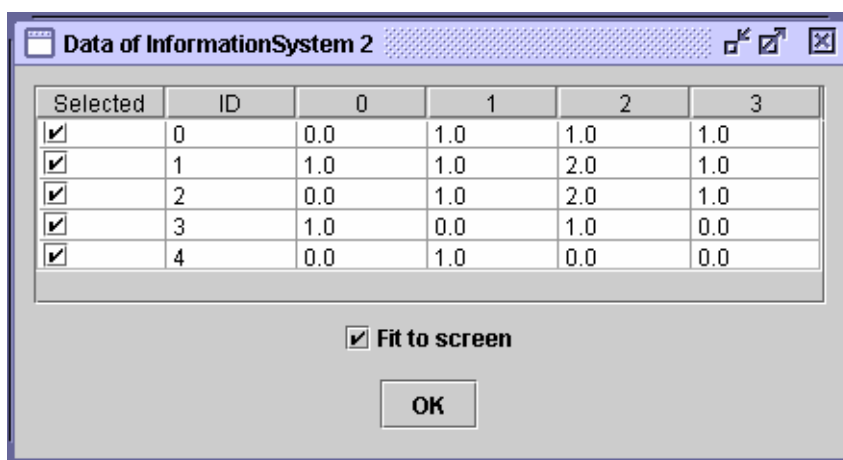 Data of InformationSystem 2
Selected ID 0 1 2 3
0 0.0 1.0 1.0 1.0
1 1.0 1.0 2.0 1.0
2 0.0 1.0 2.0 1.0
3 1.0 0.0 1.0 0.0
4 0.0 1.0 0.0 0.0
Fit to screen
OK